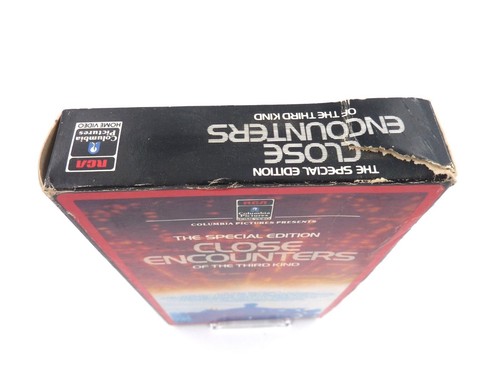 THE SPECIAL EDITION
CLOSE
ENCOUNTERS
OF THE THIRD KIND
RCA
Columbia
Pictures
HOME VIDEO
Columbia
COLUMBIA PICTURES PRESENTS
THE SPECIAL EDITION
CLOSE
ENCOUNTERS
OF THE THIRD KIND